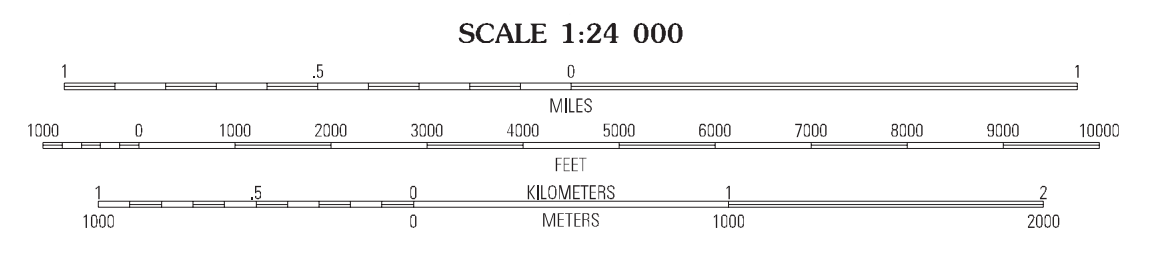 SCALE 1:24 000
1 .5 0 1
MILES
1000 0 1000 2000 3000 4000 5000 6000 7000 8000 9000 10000
FEET
1 .5 0 KILOMETERS 1 2
1000 0 METERS 1000 2000